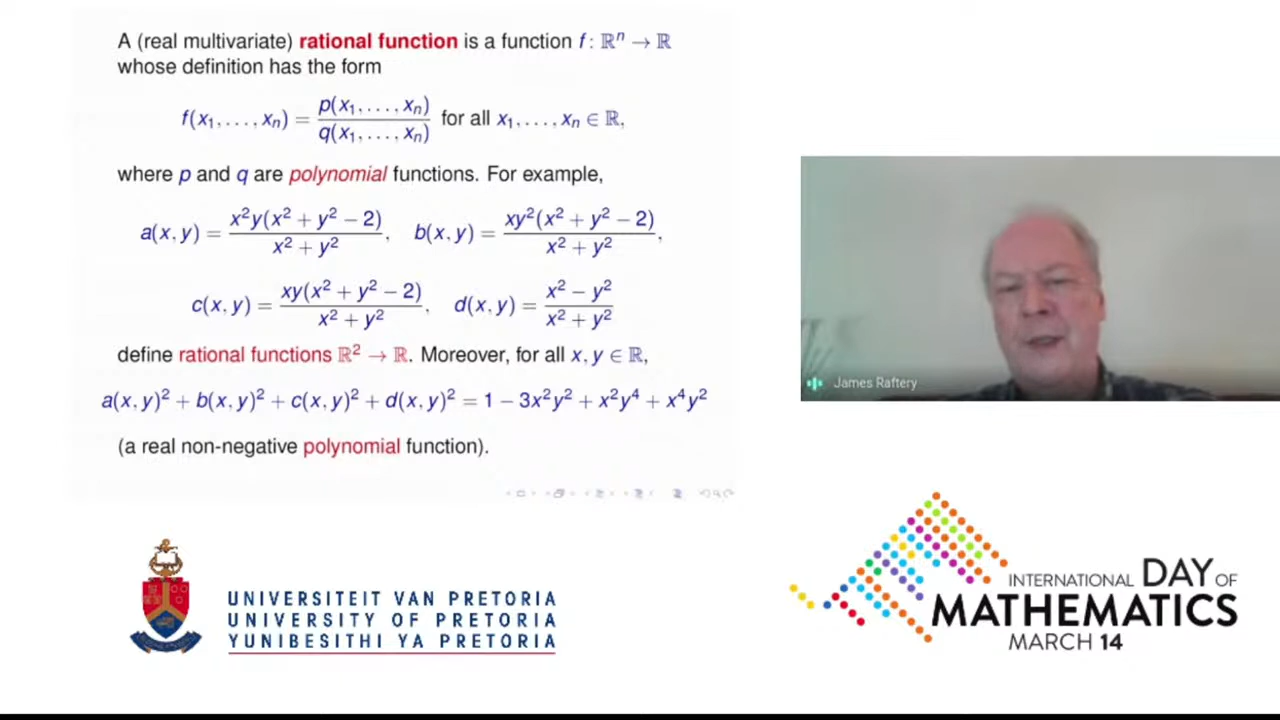 A (real multivariate) rational function is a function f: ℝⁿ → ℝ
whose definition has the form
f(x₁, . . . , xₙ) = p(x₁, . . . , xₙ) / q(x₁, . . . , xₙ) for all x₁, . . . , xₙ ∈ ℝ,
where p and q are polynomial functions. For example,
a(x, y) = x²y(x² + y² − 2) / x² + y², b(x, y) = xy²(x² + y² − 2) / x² + y²,
c(x, y) = xy(x² + y² − 2) / x² + y², d(x, y) = x² − y² / x² + y²
define rational functions ℝ² → ℝ. Moreover, for all x, y ∈ ℝ,
a(x, y)² + b(x, y)² + c(x, y)² + d(x, y)² = 1 − 3x²y² + x²y⁴ + x⁴y²
(a real non-negative polynomial function).
James Raftery
UNIVERSITEIT VAN PRETORIA
UNIVERSITY OF PRETORIA
YUNIBESITHI YA PRETORIA
INTERNATIONAL DAY OF
MATHEMATICS
MARCH 14